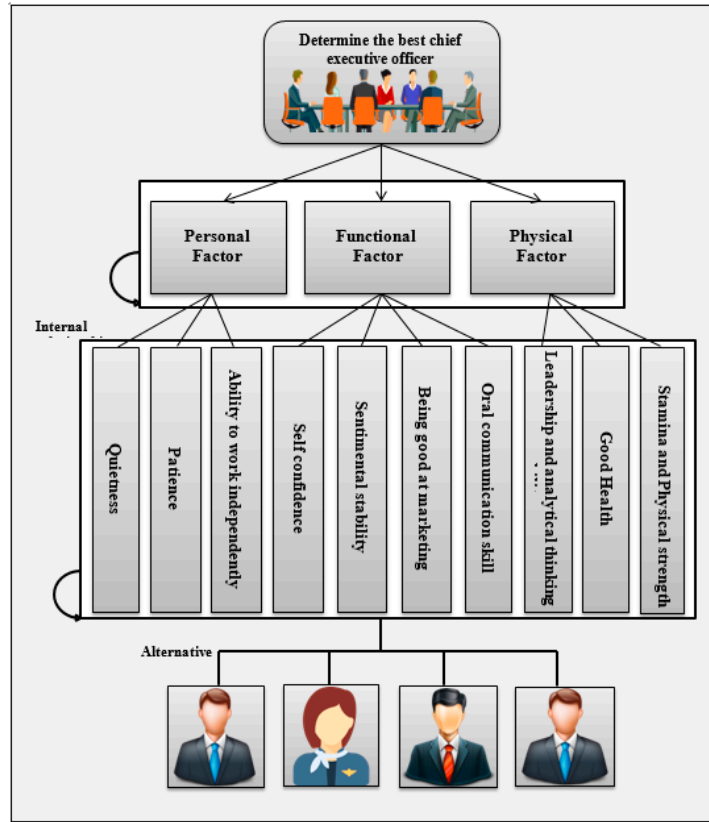 Determine the best chief
executive officer
Personal
Factor
Functional
Factor
Physical
Factor
Internal
Quietness
Patience
Ability to work independently
Self confidence
Sentimental stability
Being good at marketing
Oral communication skill
Leadership and analytical thinking
Good Health
Stamina and Physical strength
Alternative